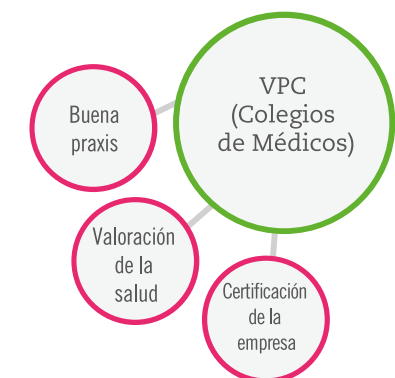 VPC
(Colegios
de Médicos)
Buena
praxis
Valoración
de la
salud
Certificación
de la
empresa